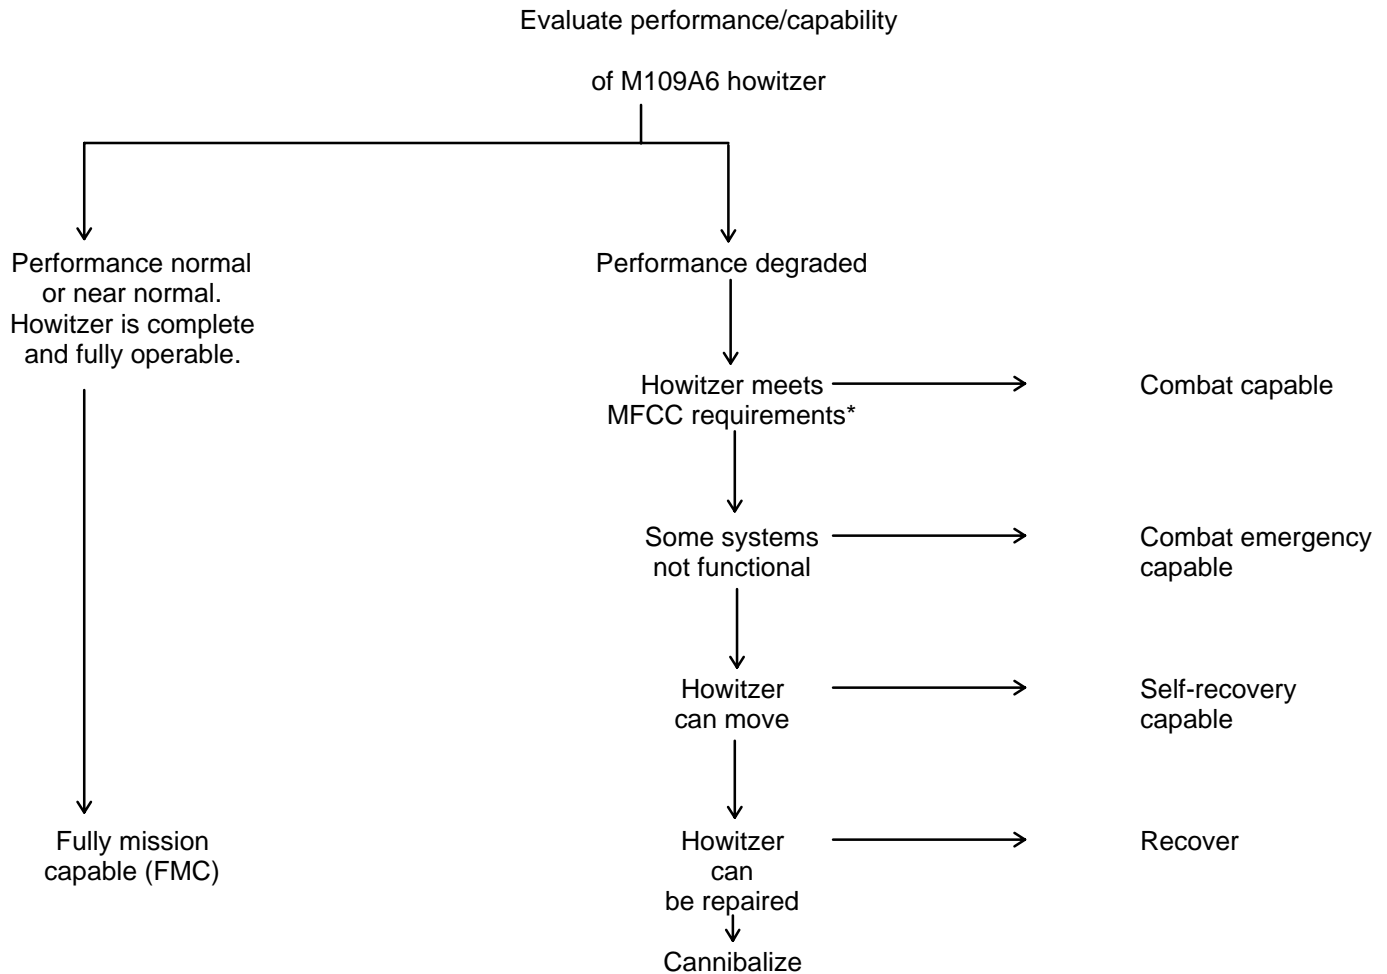 Evaluate performance/capability
of M109A6 howitzer
Performance normal
or near normal.
Howitzer is complete
and fully operable.
Performance degraded
Howitzer meets
MFCC requirements*
Combat capable
Some systems
not functional
Combat emergency
capable
Howitzer
can move
Self-recovery
capable
Fully mission
capable (FMC)
Howitzer
can
be repaired
Recover
Cannibalize